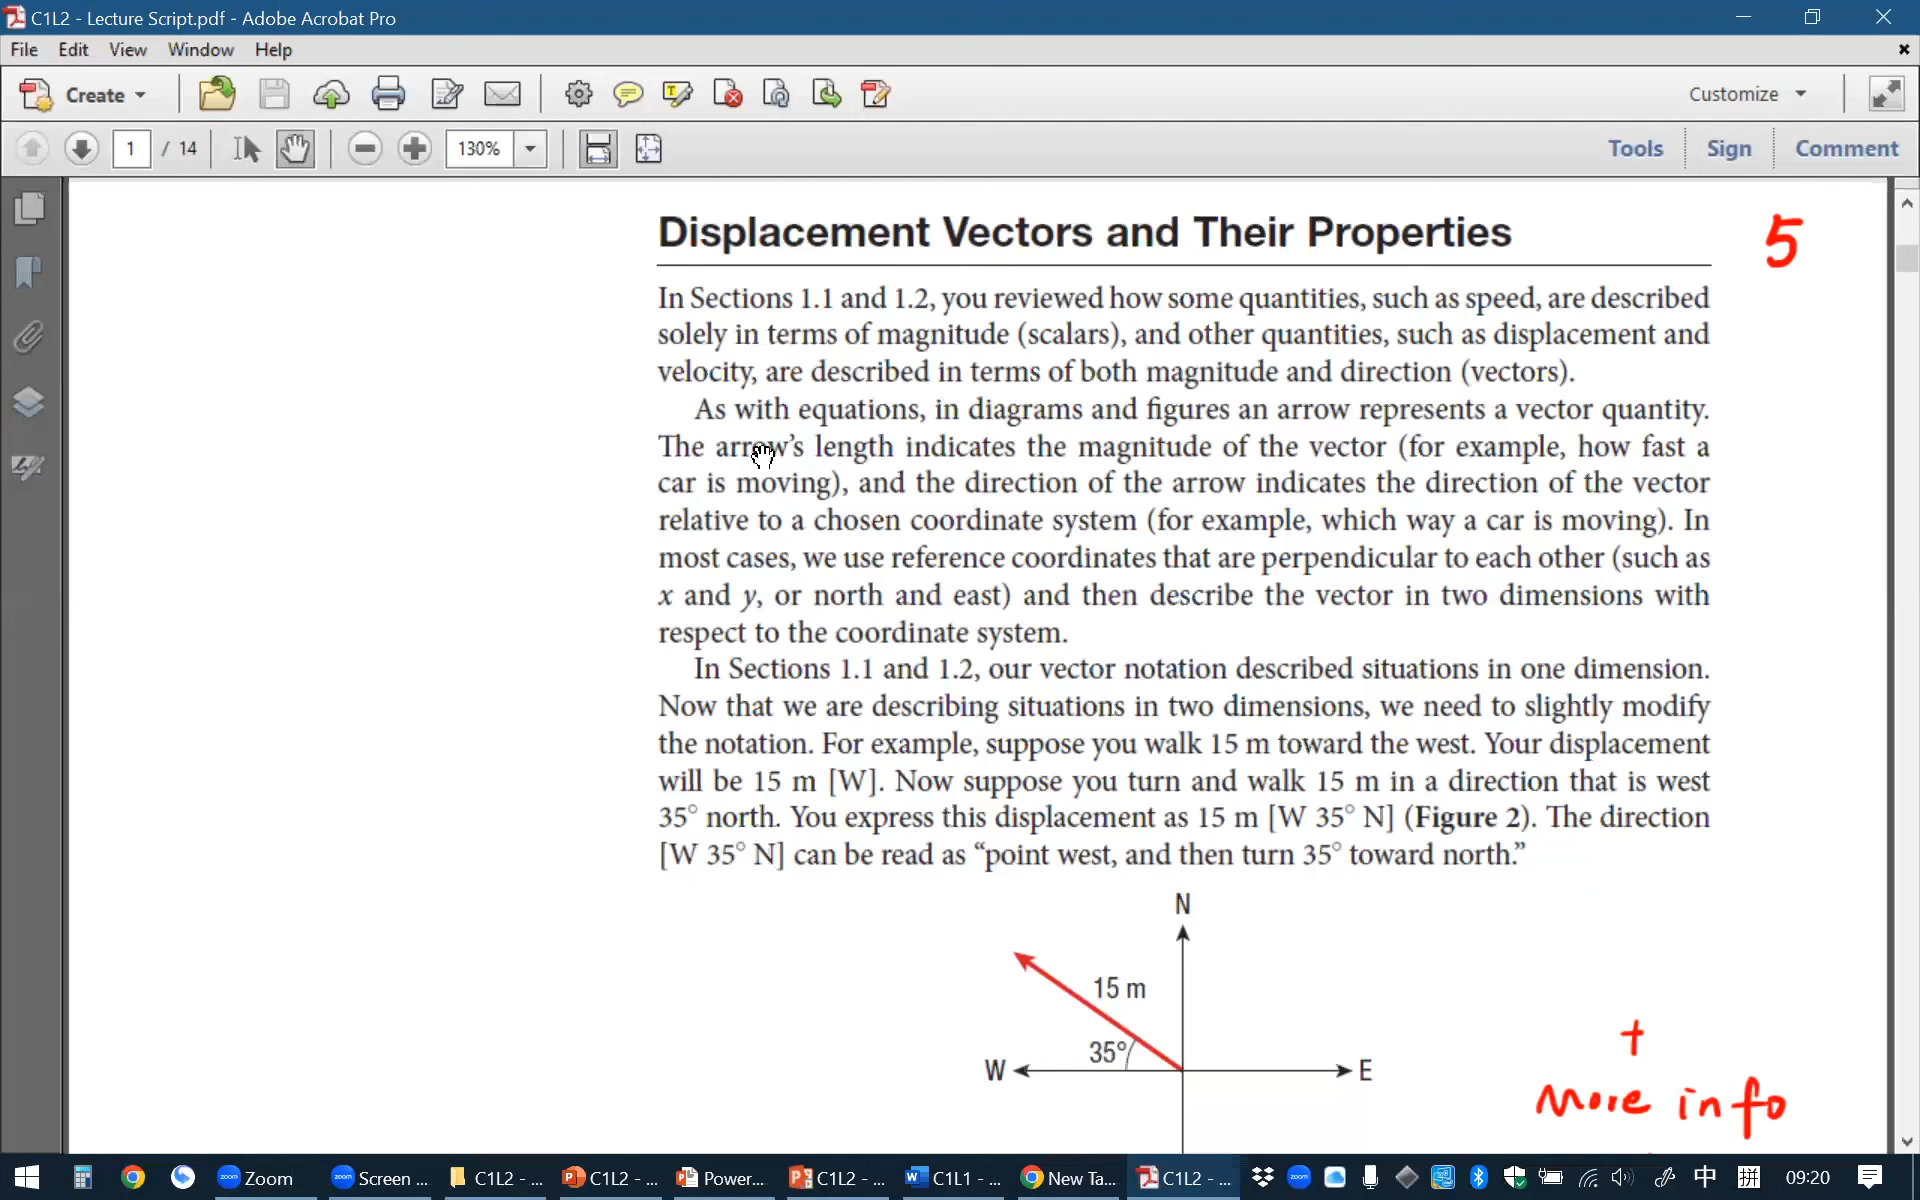 C1L2 - Lecture Script.pdf - Adobe Acrobat Pro
File Edit View Window Help
Create
Customize
1 / 14
130%
Tools Sign Comment
Displacement Vectors and Their Properties
5
In Sections 1.1 and 1.2, you reviewed how some quantities, such as speed, are described
solely in terms of magnitude (scalars), and other quantities, such as displacement and
velocity, are described in terms of both magnitude and direction (vectors).
As with equations, in diagrams and figures an arrow represents a vector quantity.
The arrow's length indicates the magnitude of the vector (for example, how fast a
car is moving), and the direction of the arrow indicates the direction of the vector
relative to a chosen coordinate system (for example, which way a car is moving). In
most cases, we use reference coordinates that are perpendicular to each other (such as
x and y, or north and east) and then describe the vector in two dimensions with
respect to the coordinate system.
In Sections 1.1 and 1.2, our vector notation described situations in one dimension.
Now that we are describing situations in two dimensions, we need to slightly modify
the notation. For example, suppose you walk 15 m toward the west. Your displacement
will be 15 m [W]. Now suppose you turn and walk 15 m in a direction that is west
35° north. You express this displacement as 15 m [W 35° N] (Figure 2). The direction
[W 35° N] can be read as “point west, and then turn 35° toward north.”
N
15 m
35°
W
E
+
More info
Zoom
Screen ...
C1L2 - ...
C1L2 - ...
Power...
C1L2 - ...
C1L1 - ...
New Ta...
C1L2 - ...
中
拼
09:20